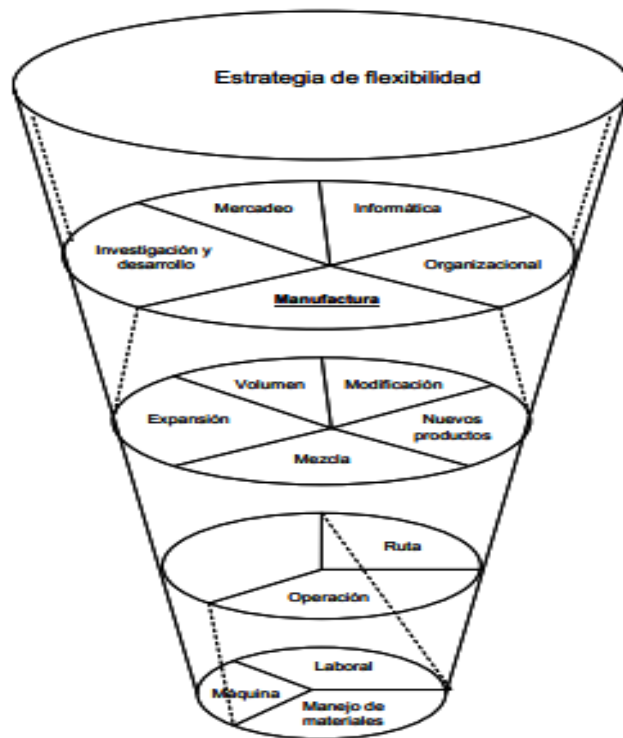 Estrategia de flexibilidad
Mercadeo
Informática
Investigación y
desarrollo
Organizacional
Manufactura
Volumen
Modificación
Expansión
Nuevos
productos
Mezcla
Ruta
Operación
Laboral
Máquina
Manejo de
materiales